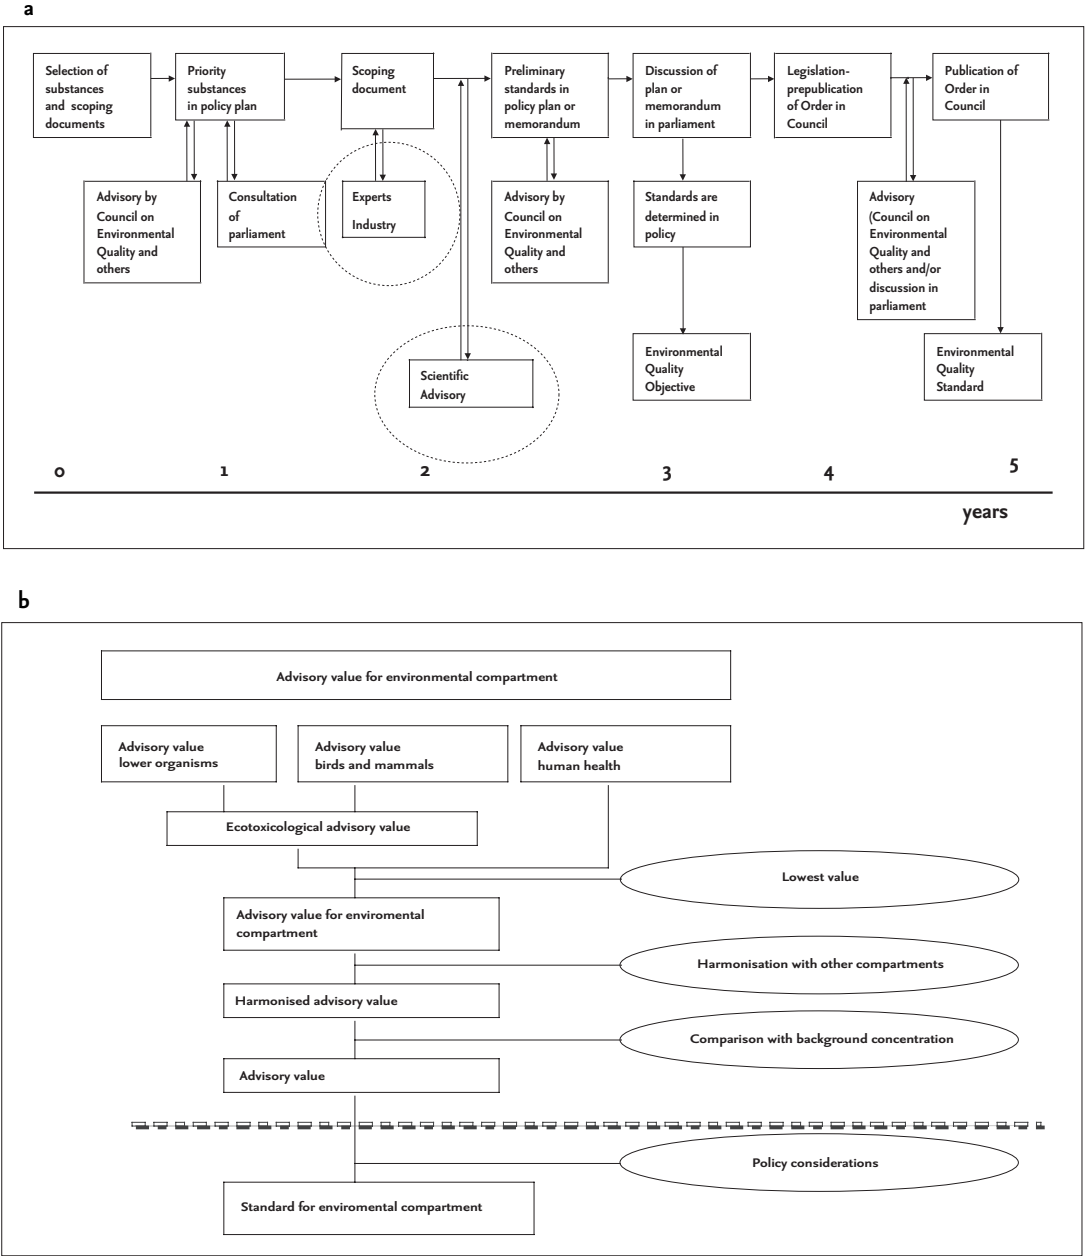 a
Selection of
substances
and scoping
documents
Priority
substances
in policy plan
Scoping
document
Preliminary
standards in
policy plan or
memorandum
Discussion of
plan or
memorandum
in parliament
Legislation-
prepublication
of Order in
Council
Publication of
Order in
Council
Advisory by
Council on
Environmental
Quality and
others
Consultation
of
parliament
Experts
Industry
Advisory by
Council on
Environmental
Quality and
others
Standards are
determined in
policy
Advisory
(Council on
Environmental
Quality and
others and/or
discussion in
parliament
Scientific
Advisory
Environmental
Quality
Objective
Environmental
Quality
Standard
0 1 2 3 4 5
years
b
Advisory value for environmental compartment
Advisory value
lower organisms
Advisory value
birds and mammals
Advisory value
human health
Ecotoxicological advisory value
Lowest value
Advisory value for enviromental
compartment
Harmonisation with other compartments
Harmonised advisory value
Comparison with background concentration
Advisory value
Policy considerations
Standard for enviromental compartment